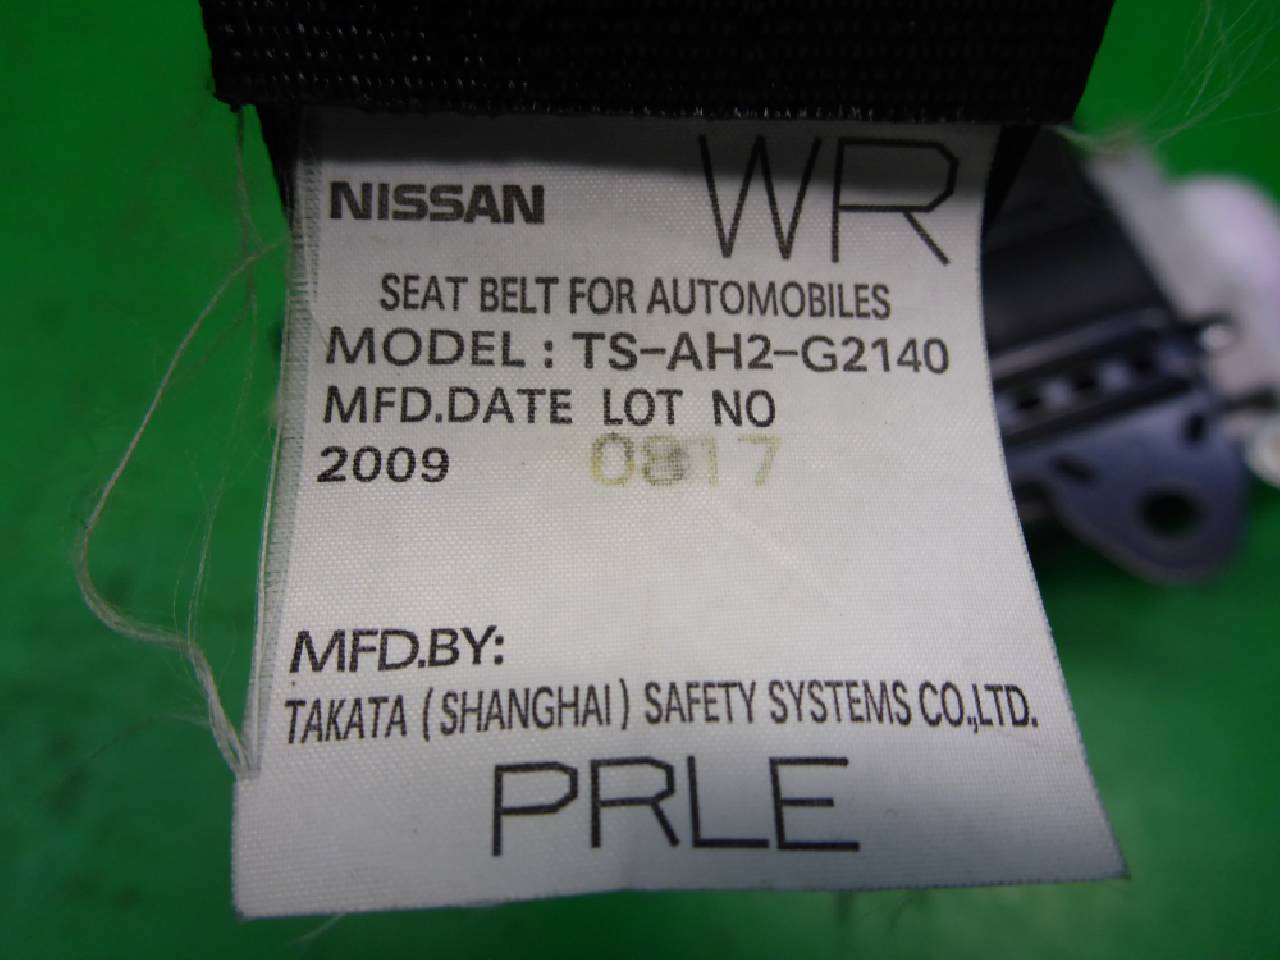 NISSAN WR
SEAT BELT FOR AUTOMOBILES
MODEL : TS-AH2-G2140
MFD.DATE LOT NO
2009 0817
MFD.BY:
TAKATA (SHANGHAI) SAFETY SYSTEMS CO.,LTD.
PRLE